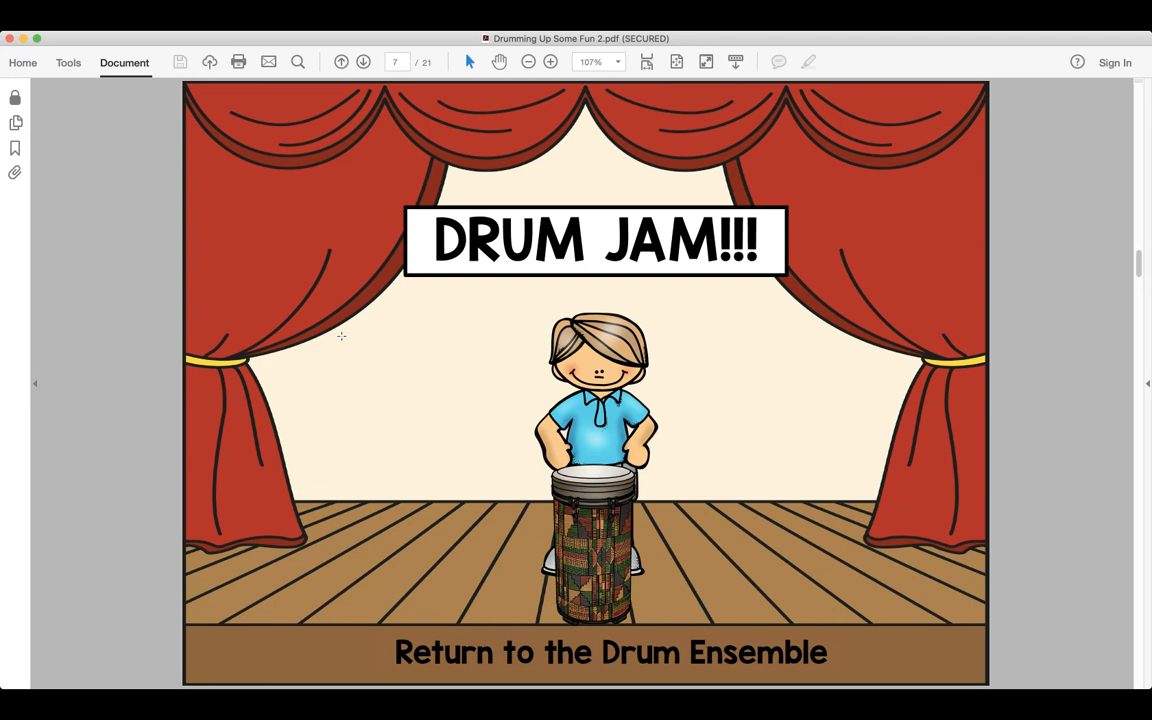 Drumming Up Some Fun 2.pdf (SECURED)
Home Tools Document 7 / 21 107% Sign In
DRUM JAM!!!
Return to the Drum Ensemble